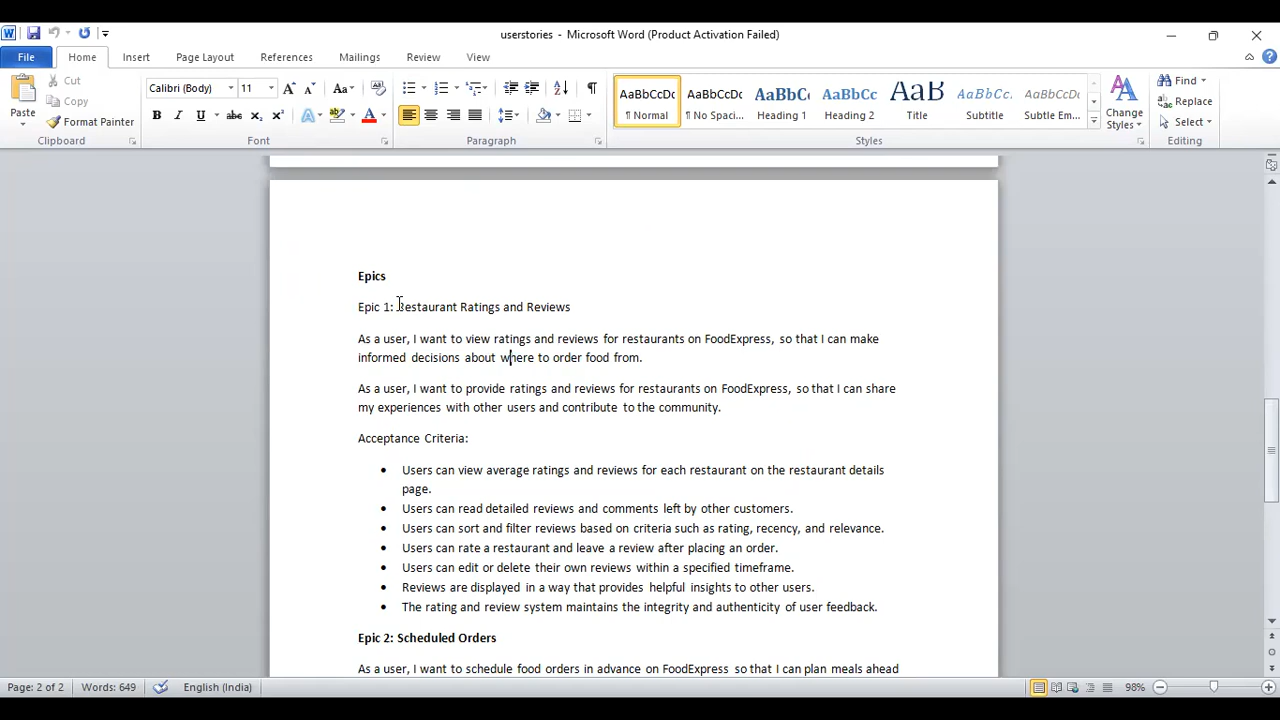 userstories - Microsoft Word (Product Activation Failed)
File Home Insert Page Layout References Mailings Review View
Paste
Cut
Copy
Format Painter
Clipboard
Calibri (Body) 11
Font
Paragraph
AaBbCcDc AaBbCcDc AaBbC AaBbCc AaB AaBbCcL AaBbCcDc
¶ Normal ¶ No Spaci... Heading 1 Heading 2 Title Subtitle Subtle Em...
Change Styles
Styles
Find
Replace
Select
Editing
Epics
Epic 1: Restaurant Ratings and Reviews
As a user, I want to view ratings and reviews for restaurants on FoodExpress, so that I can make
informed decisions about where to order food from.
As a user, I want to provide ratings and reviews for restaurants on FoodExpress, so that I can share
my experiences with other users and contribute to the community.
Acceptance Criteria:
• Users can view average ratings and reviews for each restaurant on the restaurant details
page.
• Users can read detailed reviews and comments left by other customers.
• Users can sort and filter reviews based on criteria such as rating, recency, and relevance.
• Users can rate a restaurant and leave a review after placing an order.
• Users can edit or delete their own reviews within a specified timeframe.
• Reviews are displayed in a way that provides helpful insights to other users.
• The rating and review system maintains the integrity and authenticity of user feedback.
Epic 2: Scheduled Orders
As a user, I want to schedule food orders in advance on FoodExpress so that I can plan meals ahead
Page: 2 of 2 Words: 649 English (India) 98%